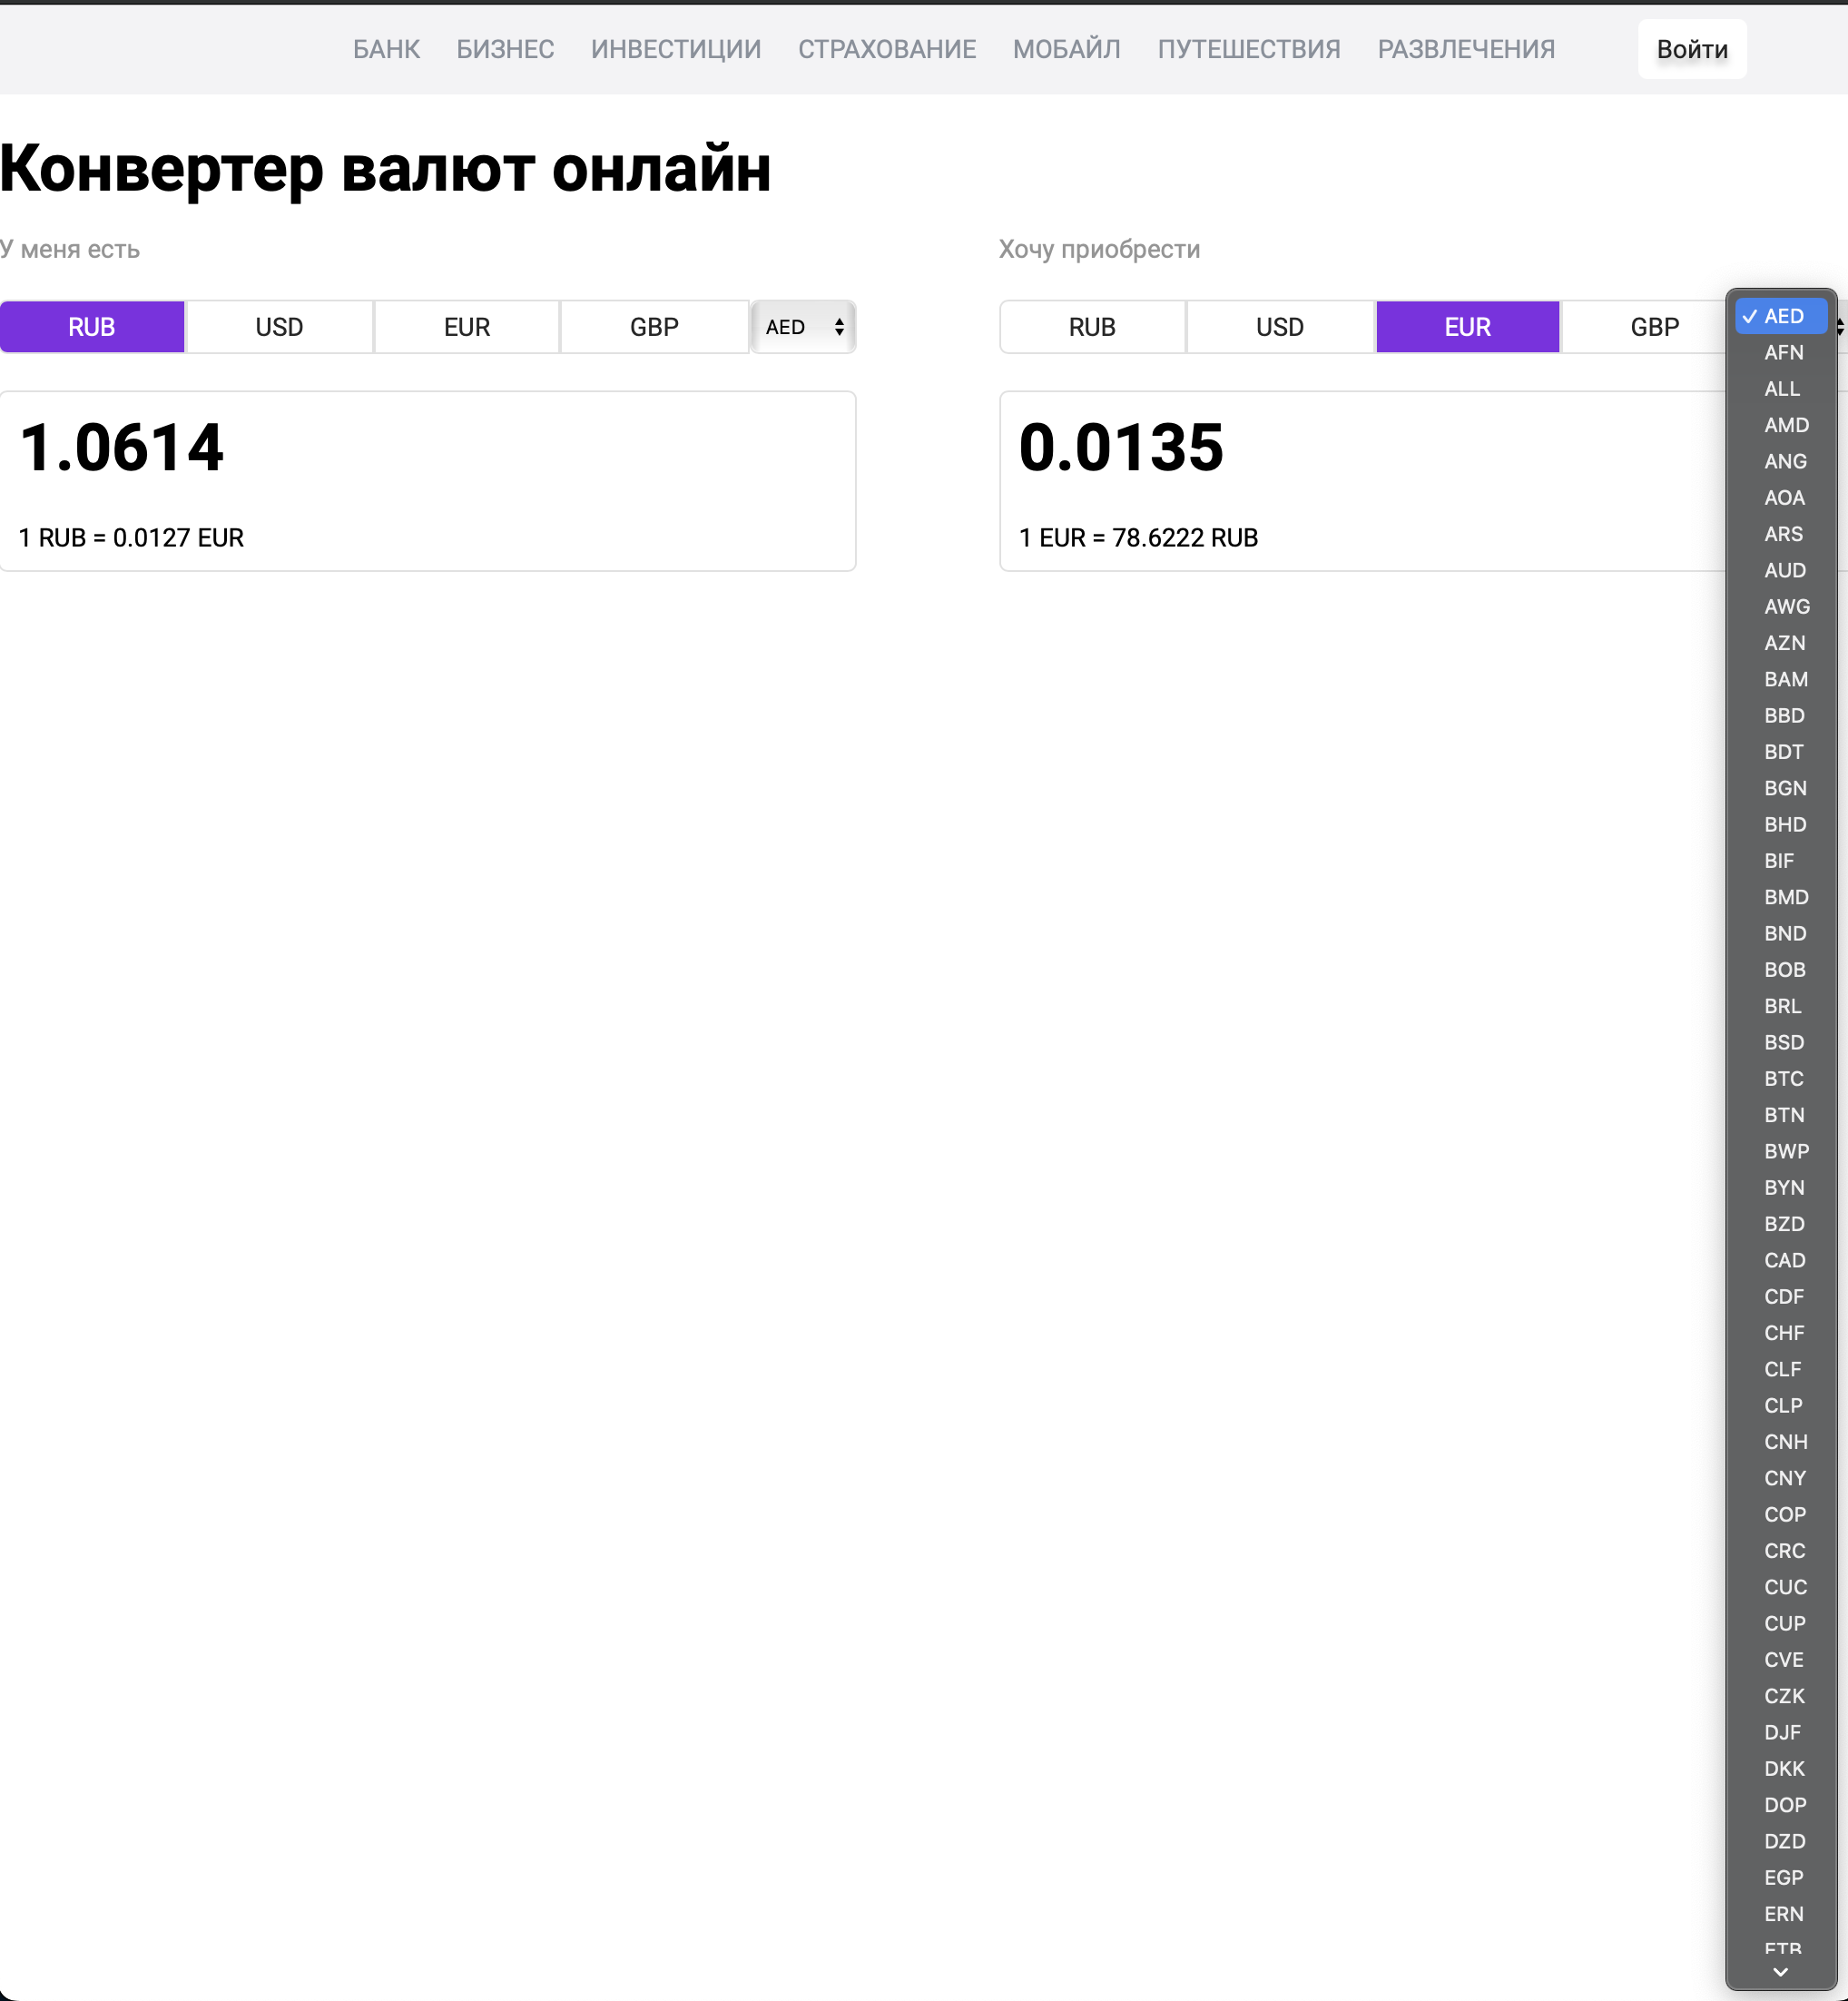 БАНК БИЗНЕС ИНВЕСТИЦИИ СТРАХОВАНИЕ МОБАЙЛ ПУТЕШЕСТВИЯ РАЗВЛЕЧЕНИЯ Войти
Конвертер валют онлайн
У меня есть
RUB USD EUR GBP AED
1.0614
1 RUB = 0.0127 EUR
Хочу приобрести
RUB USD EUR GBP
0.0135
1 EUR = 78.6222 RUB
✓ AED
AFN
ALL
AMD
ANG
AOA
ARS
AUD
AWG
AZN
BAM
BBD
BDT
BGN
BHD
BIF
BMD
BND
BOB
BRL
BSD
BTC
BTN
BWP
BYN
BZD
CAD
CDF
CHF
CLF
CLP
CNH
CNY
COP
CRC
CUC
CUP
CVE
CZK
DJF
DKK
DOP
DZD
EGP
ERN
ETB